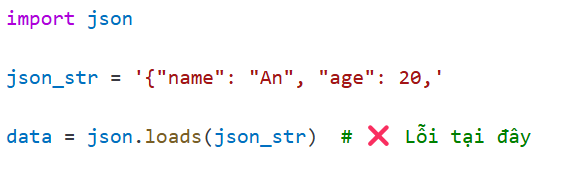 import json
json_str = '{"name": "An", "age": 20,'
data = json.loads(json_str)  # ❌ Lỗi tại đây